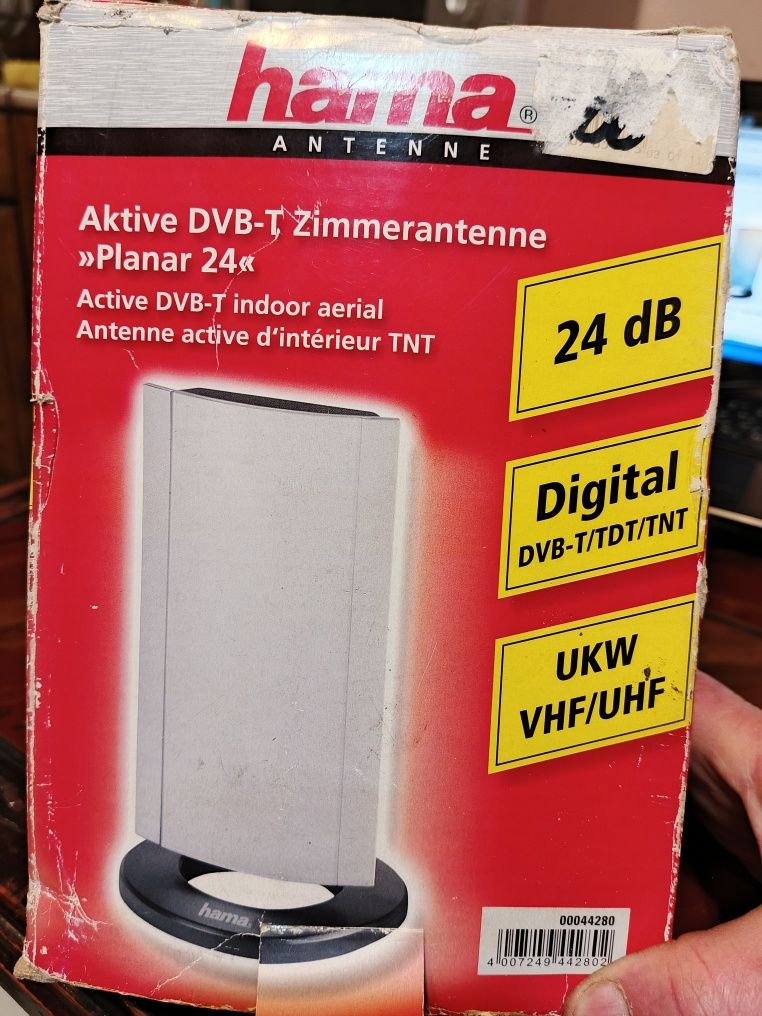 hama®
ANTENNE
Aktive DVB-T Zimmerantenne
»Planar 24«
Active DVB-T indoor aerial
Antenne active d'intérieur TNT
24 dB
Digital
DVB-T/TDT/TNT
UKW
VHF/UHF
hama.
00044280
4 007249 442802